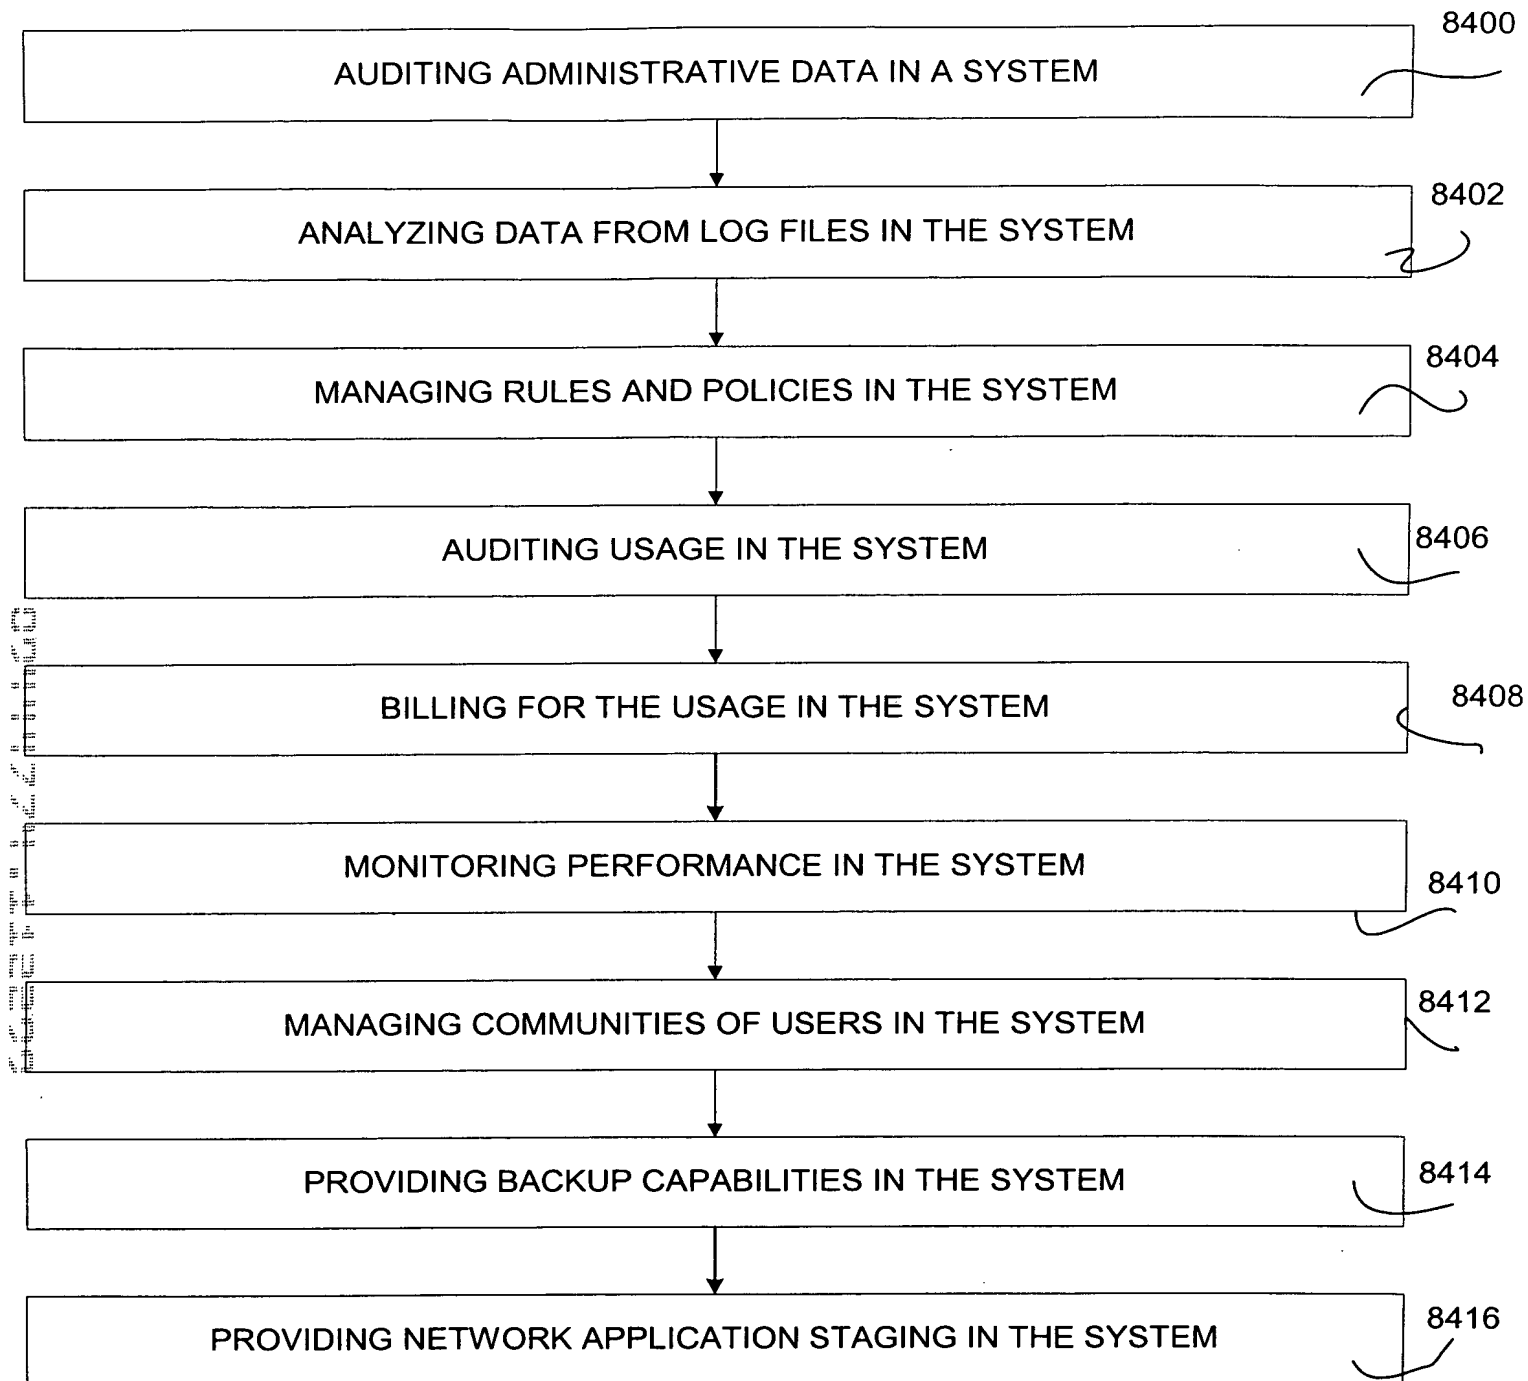 8400
AUDITING ADMINISTRATIVE DATA IN A SYSTEM
8402
ANALYZING DATA FROM LOG FILES IN THE SYSTEM
8404
MANAGING RULES AND POLICIES IN THE SYSTEM
8406
AUDITING USAGE IN THE SYSTEM
8408
BILLING FOR THE USAGE IN THE SYSTEM
MONITORING PERFORMANCE IN THE SYSTEM
8410
8412
MANAGING COMMUNITIES OF USERS IN THE SYSTEM
8414
PROVIDING BACKUP CAPABILITIES IN THE SYSTEM
8416
PROVIDING NETWORK APPLICATION STAGING IN THE SYSTEM